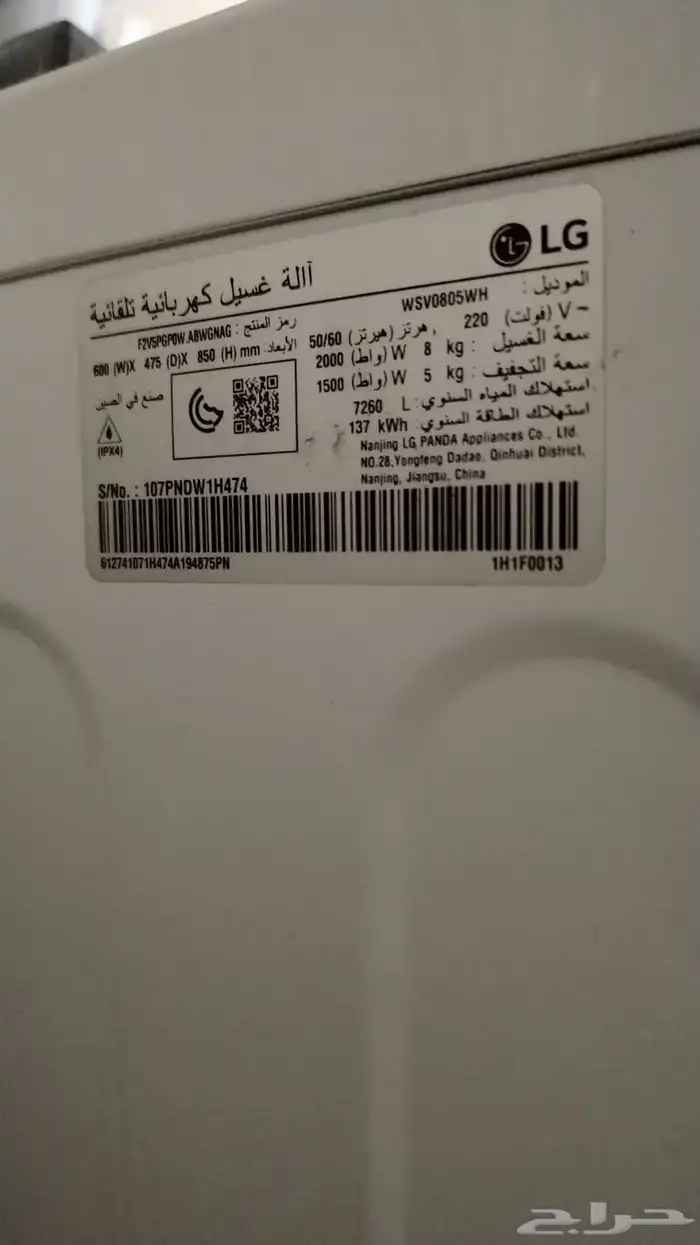 LG
آلة غسيل كهربائية تلقائية
الموديل : WSV0805WH
رمز المنتج : F2V5PGP0W.ABWGNAG
~ V (فولت) 220 , هرتز (هيرتز) 50/60
الأبعاد: 600 (W)X 475 (D)X 850 (H) mm
سعة الغسيل : 8 kg W (واط) 2000
سعة التجفيف : 5 kg W (واط) 1500
صنع في الصين
استهلاك المياه السنوي: 7260 L
استهلاك الطاقة السنوي: 137 kWh
(IPX4)
Nanjing LG PANDA Appliances Co., Ltd.
NO.28,Yongfeng Dadao, Qinhuai District,
Nanjing, Jiangsu, China
S/No. : 107PNDW1H474
612741071H474A194875PN
1H1F0013
حراج